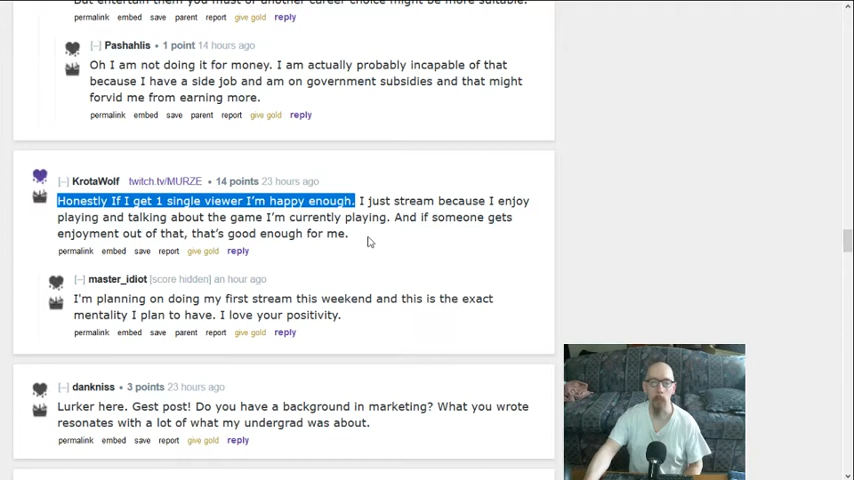 But entertain them you must or another career choice might be more suitable.
permalink embed save parent report give gold reply
[–] Pashahlis • 1 point 14 hours ago
Oh I am not doing it for money. I am actually probably incapable of that
because I have a side job and am on government subsidies and that might
forvid me from earning more.
permalink embed save parent report give gold reply
[–] KrotaWolf twitch.tv/MURZE • 14 points 23 hours ago
Honestly If I get 1 single viewer I'm happy enough. I just stream because I enjoy
playing and talking about the game I'm currently playing. And if someone gets
enjoyment out of that, that's good enough for me.
permalink embed save report give gold reply
[–] master_idiot [score hidden] an hour ago
I'm planning on doing my first stream this weekend and this is the exact
mentality I plan to have. I love your positivity.
permalink embed save parent report give gold reply
[–] dankniss • 3 points 23 hours ago
Lurker here. Gest post! Do you have a background in marketing? What you wrote
resonates with a lot of what my undergrad was about.
permalink embed save report give gold reply